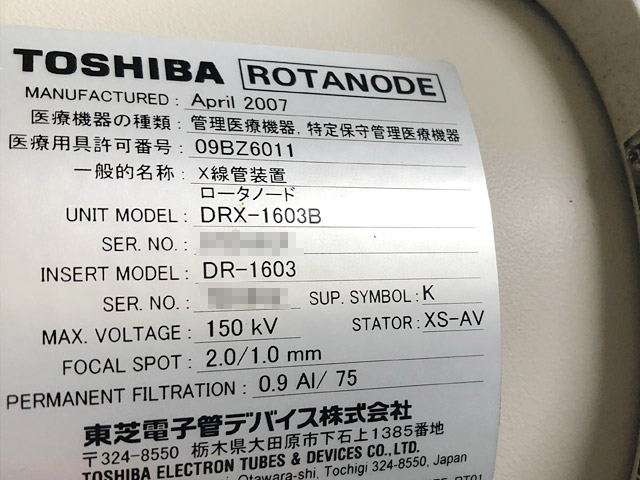 TOSHIBA ROTANODE
MANUFACTURED : April 2007
医療機器の種類 : 管理医療機器, 特定保守管理医療機器
医療用具許可番号 : 09BZ6011
一般的名称 : X線管装置
ロータノード
UNIT MODEL : DRX-1603B
SER. NO. :
INSERT MODEL : DR-1603
SER. NO. : SUP. SYMBOL : K
MAX. VOLTAGE : 150 kV STATOR : XS-AV
FOCAL SPOT : 2.0/1.0 mm
PERMANENT FILTRATION : 0.9 Al/ 75
東芝電子管デバイス株式会社
〒324-8550 栃木県大田原市下石上1385番地
TOSHIBA ELECTRON TUBES & DEVICES CO., LTD.
Otawara-shi, Tochigi 324-8550, Japan